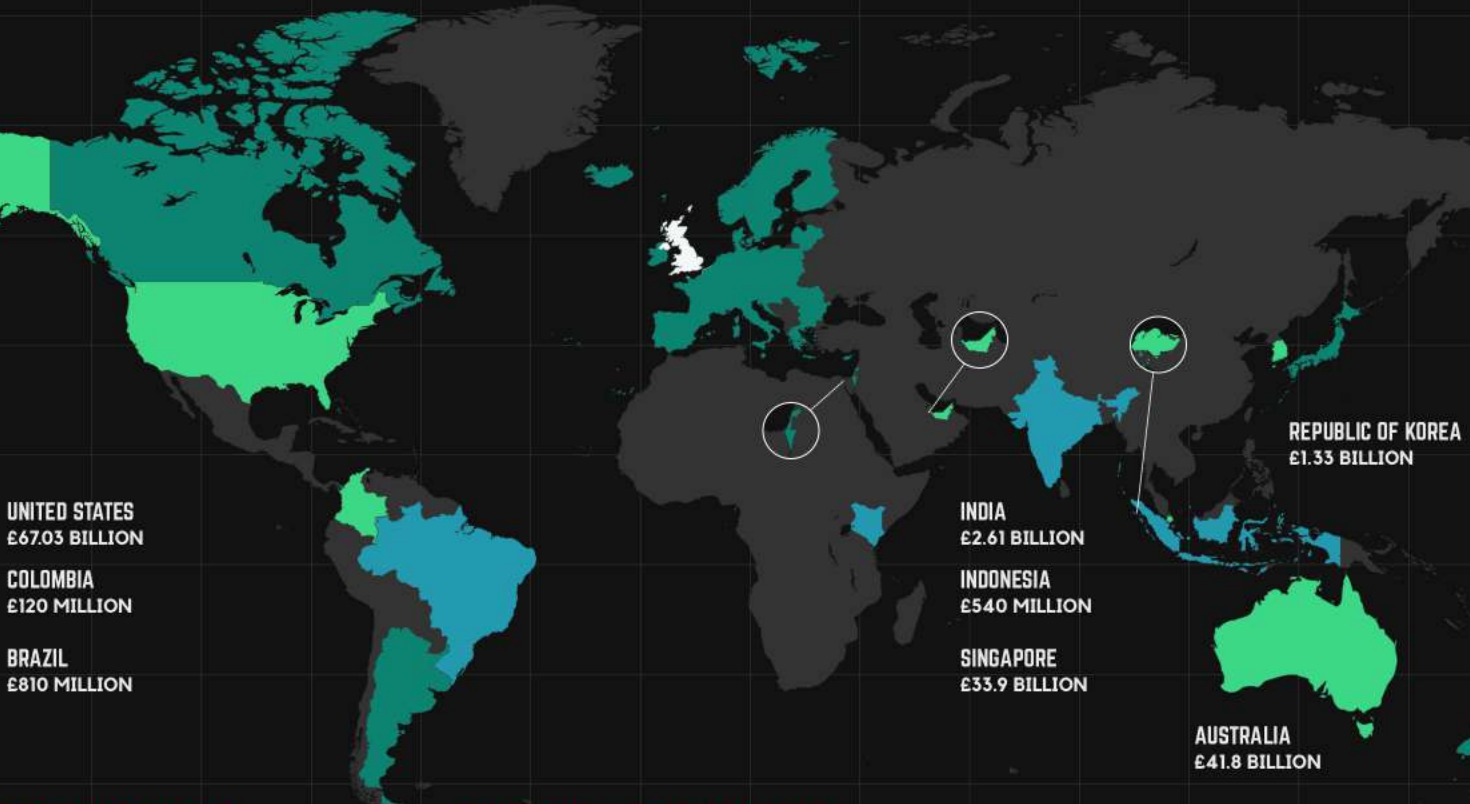 UNITED STATES
£67.03 BILLION
COLOMBIA
£120 MILLION
BRAZIL
£810 MILLION
INDIA
£2.61 BILLION
INDONESIA
£540 MILLION
SINGAPORE
£33.9 BILLION
REPUBLIC OF KOREA
£1.33 BILLION
AUSTRALIA
£41.8 BILLION